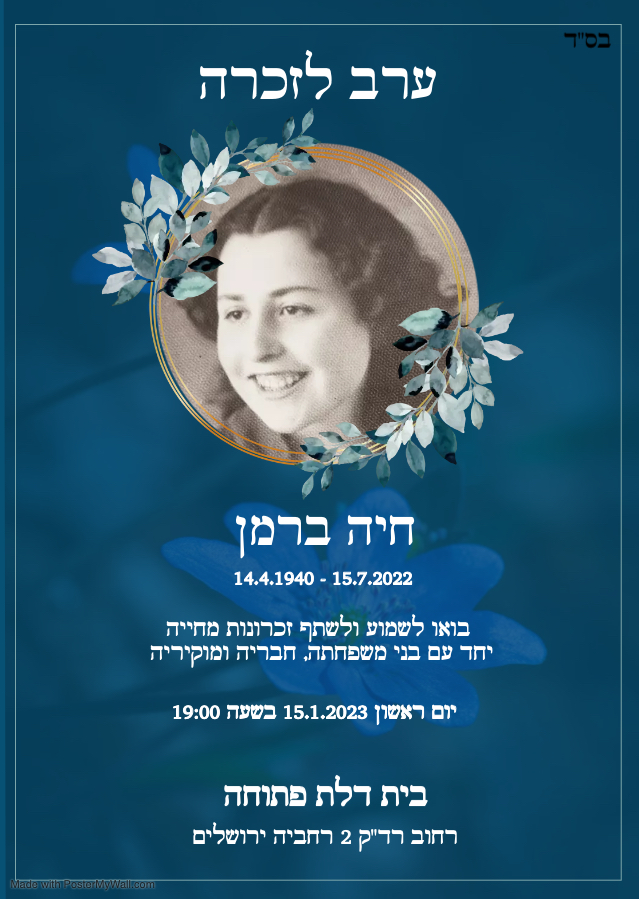 בס"ד
ערב לזכרה
חיה ברמן
14.4.1940 - 15.7.2022
בואו לשמוע ולשתף זכרונות מחייה
יחד עם בני משפחתה, חבריה ומוקיריה
יום ראשון 15.1.2023 בשעה 19:00
בית דלת פתוחה
רחוב רד"ק 2 רחביה ירושלים
Made with PosterMyWall.com